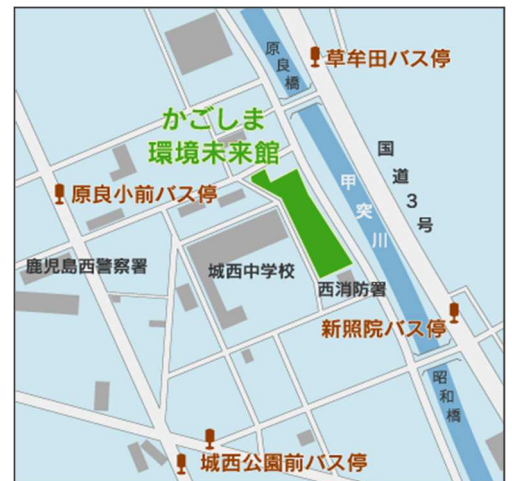 原良橋
草牟田バス停
かごしま
環境未来館
国道3号
甲突川
原良小前バス停
鹿児島西警察署
城西中学校
西消防署
新照院バス停
昭和橋
城西公園前バス停